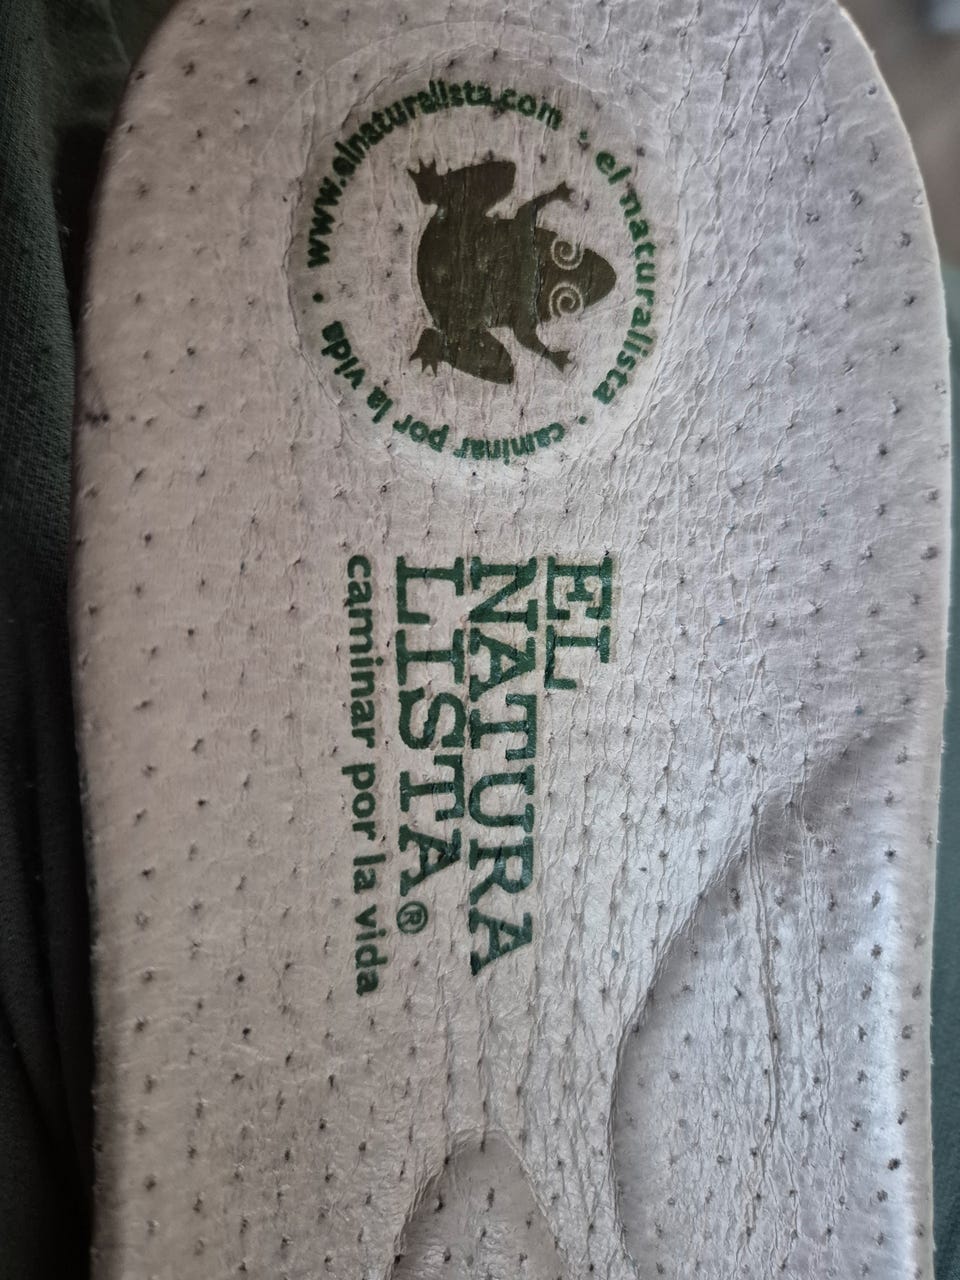 www.elnaturalista.com • el naturalista • caminar por la vida •
EL
NATURA
LISTA®
caminar por la vida